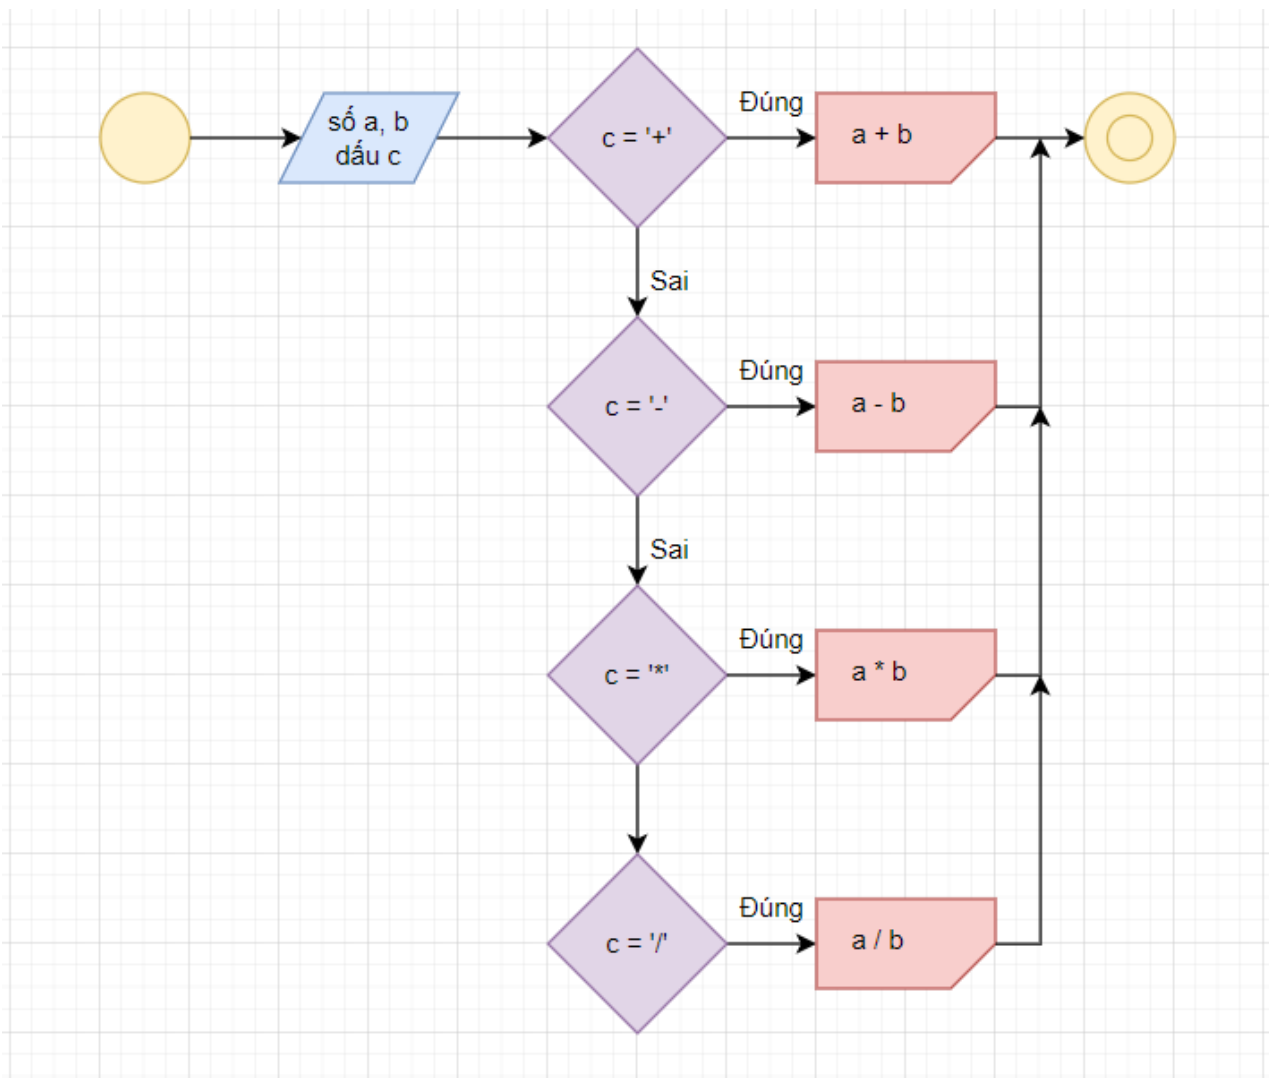 số a, b
dấu c
c = '+'
Đúng
a + b
Sai
c = '-'
Đúng
a - b
Sai
c = '*'
Đúng
a * b
c = '/'
Đúng
a / b